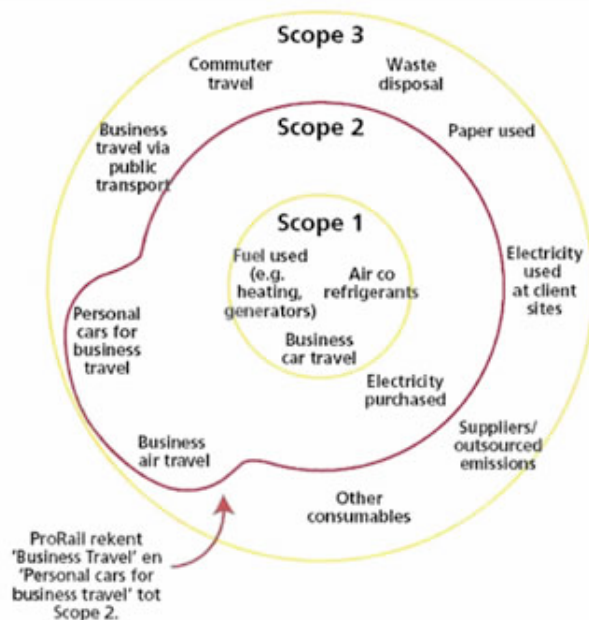 Scope 3
Commuter
travel
Waste
disposal
Scope 2
Business
travel via
public
transport
Paper used
Scope 1
Fuel used
(e.g.
heating,
generators)
Air co
refrigerants
Electricity
used
at client
sites
Personal
cars for
business
travel
Business
car travel
Electricity
purchased
Business
air travel
Suppliers/
outsourced
emissions
Other
consumables
ProRail rekent
'Business Travel' en
'Personal cars for
business travel' tot
Scope 2.